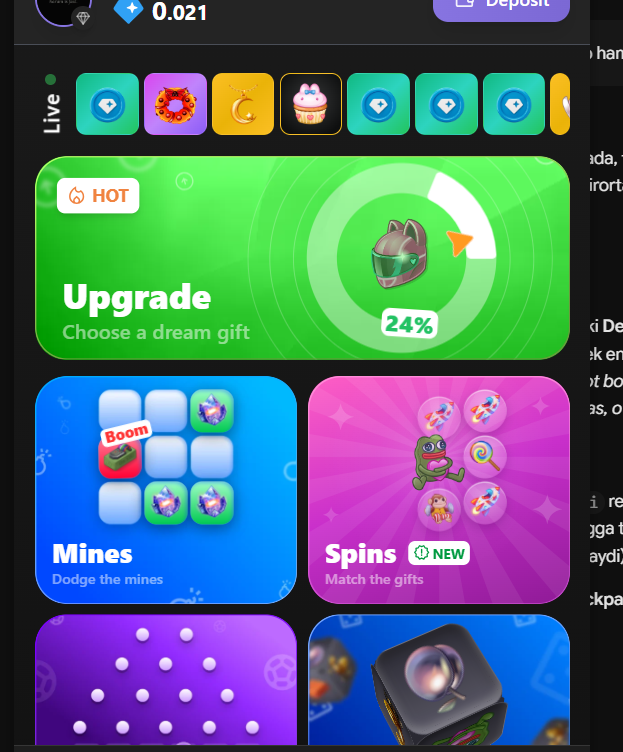 0.021
Deposit
Live
HOT
Upgrade
Choose a dream gift
24%
Boom
Mines
Dodge the mines
Spins
NEW
Match the gifts